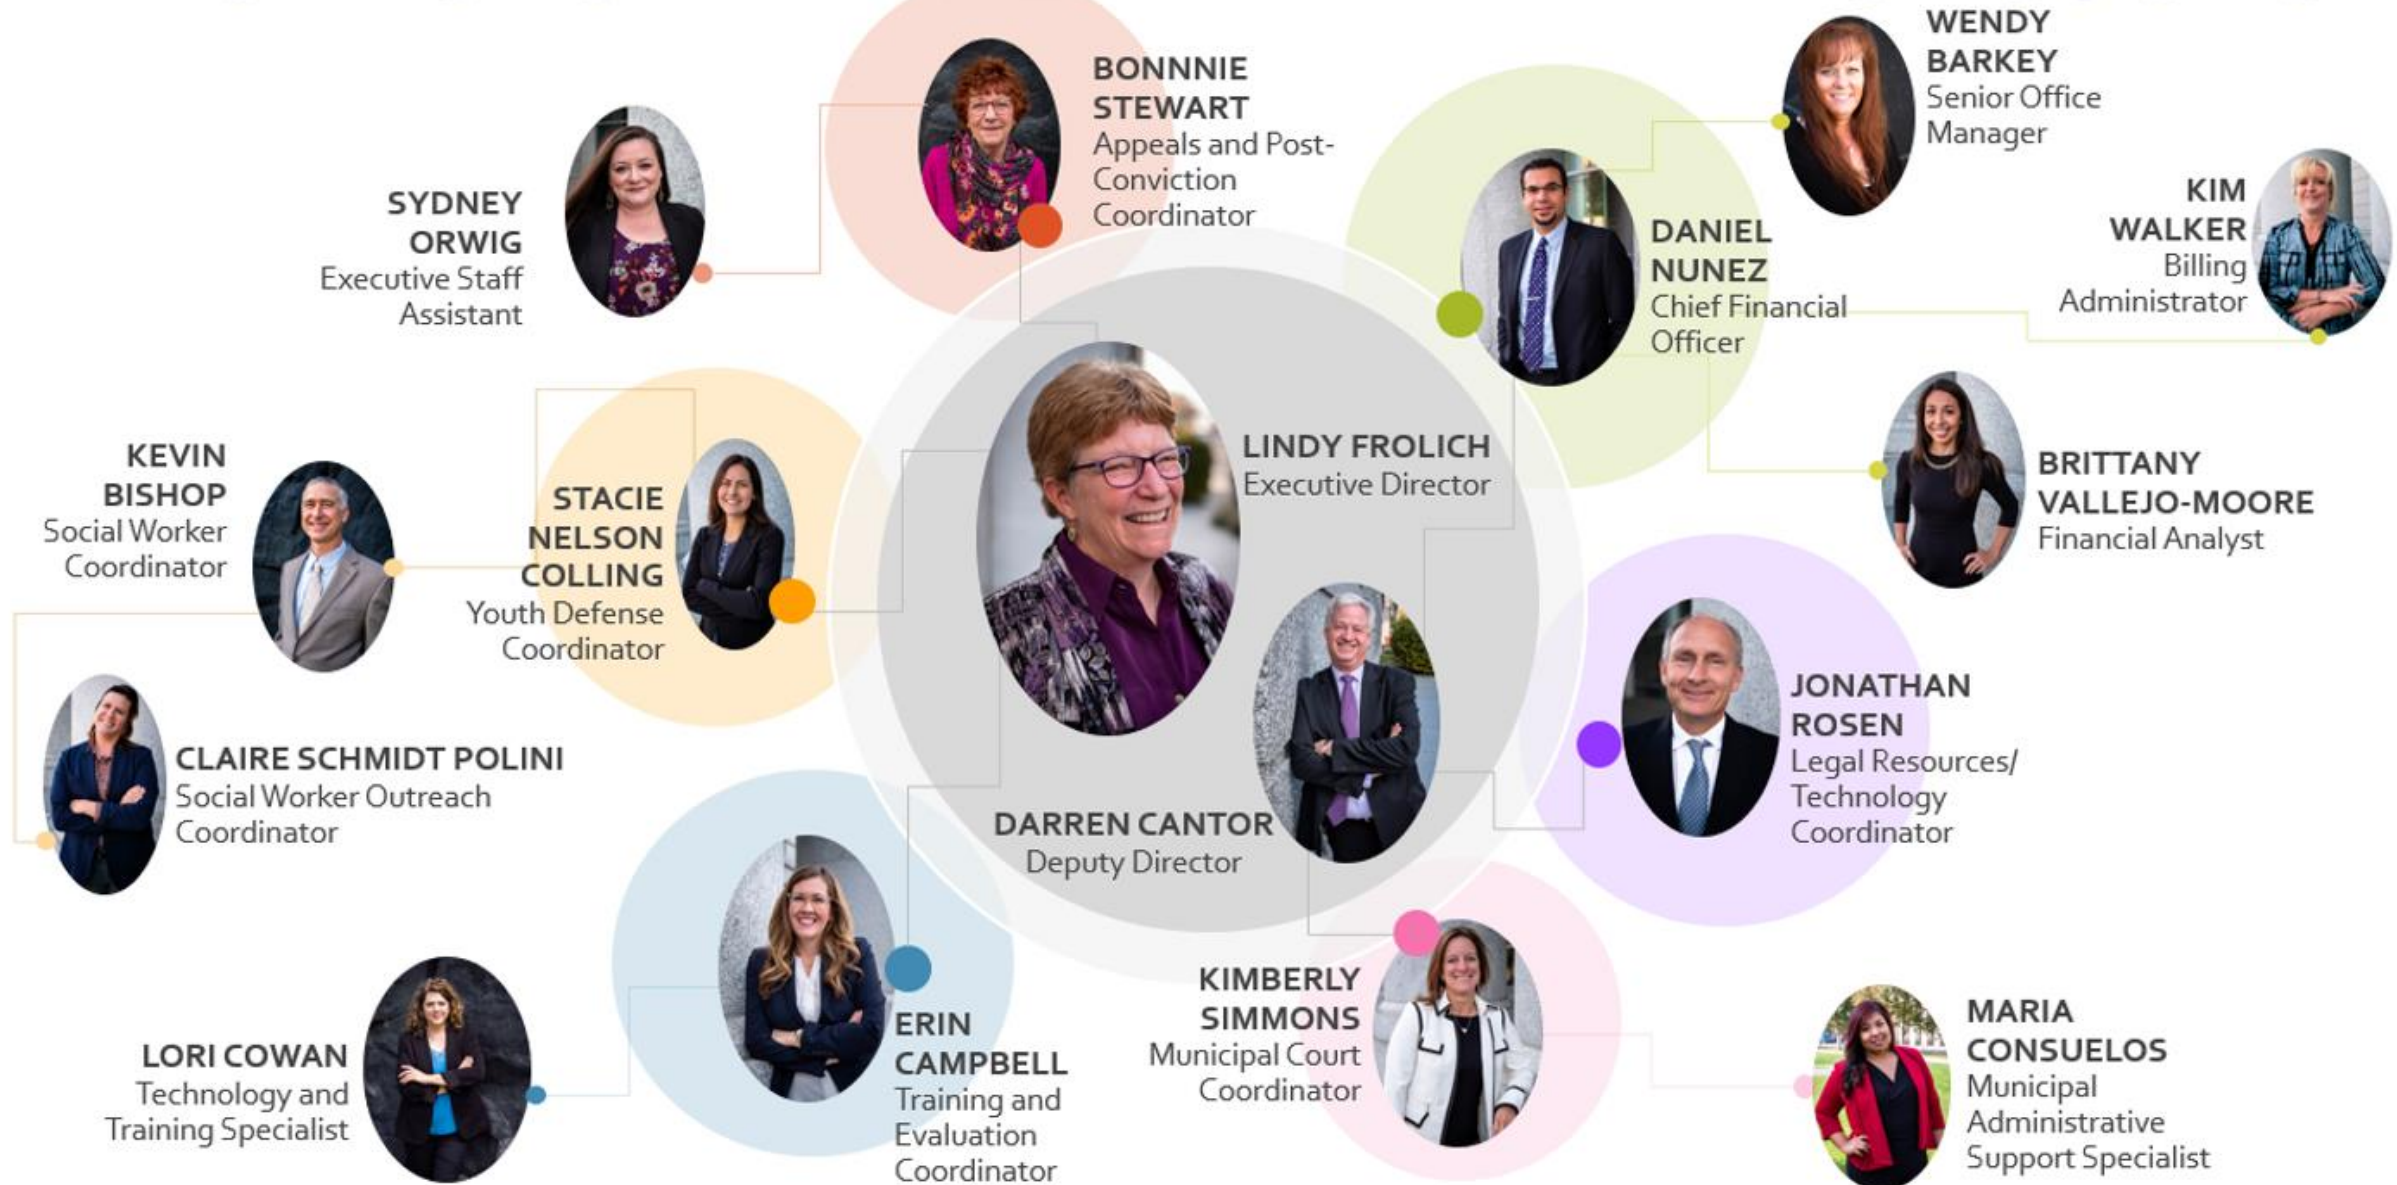 WENDY
BARKEY
Senior Office
Manager
BONNNIE
STEWART
Appeals and Post-
Conviction
Coordinator
KIM
WALKER
Billing
Administrator
SYDNEY
ORWIG
Executive Staff
Assistant
DANIEL
NUNEZ
Chief Financial
Officer
LINDY FROLICH
Executive Director
KEVIN
BISHOP
Social Worker
Coordinator
STACIE
NELSON
COLLING
Youth Defense
Coordinator
BRITTANY
VALLEJO-MOORE
Financial Analyst
JONATHAN
ROSEN
Legal Resources/
Technology
Coordinator
CLAIRE SCHMIDT POLINI
Social Worker Outreach
Coordinator
DARREN CANTOR
Deputy Director
KIMBERLY
SIMMONS
Municipal Court
Coordinator
MARIA
CONSUELOS
Municipal
Administrative
Support Specialist
ERIN
CAMPBELL
Training and
Evaluation
Coordinator
LORI COWAN
Technology and
Training Specialist